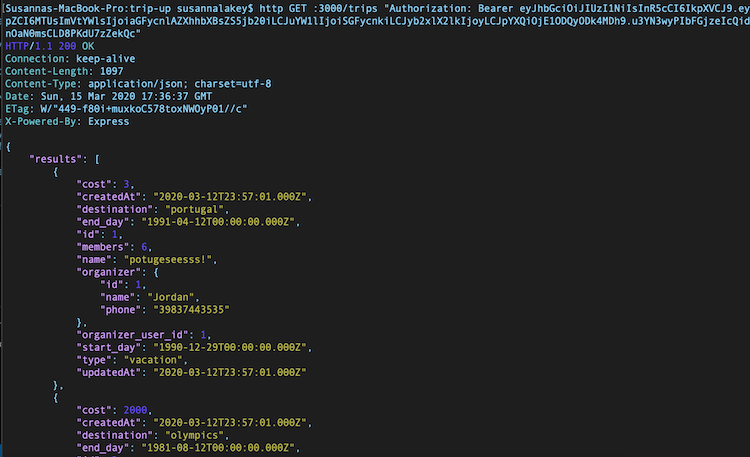 [Susannas-MacBook-Pro:trip-up susannalakey$ http GET :3000/trips "Authorization: Bearer eyJhbGciOiJIUzI1NiIsInR5cCI6IkpXVCJ9.ey
pZCI6MTUsImVtYWlsIjoiaGFycnlAZXhhbXBsZS5jb20iLCJuYW1lIjoiSGFycnkiLCJyb2xlX2lkIjoyLCJpYXQiOjE1ODQyODk4MDh9.u3YN3wyPIbFGjzeIcQid
nOaN0msCLD8PKdU7zZekQc"
HTTP/1.1 200 OK
Connection: keep-alive
Content-Length: 1097
Content-Type: application/json; charset=utf-8
Date: Sun, 15 Mar 2020 17:36:37 GMT
ETag: W/"449-f80i+muxkoC578toxNWOyP01//c"
X-Powered-By: Express
{
"results": [
{
"cost": 3,
"createdAt": "2020-03-12T23:57:01.000Z",
"destination": "portugal",
"end_day": "1991-04-12T00:00:00.000Z",
"id": 1,
"members": 6,
"name": "potugeseesss!",
"organizer": {
"id": 1,
"name": "Jordan",
"phone": "39837443535"
},
"organizer_user_id": 1,
"start_day": "1990-12-29T00:00:00.000Z",
"type": "vacation",
"updatedAt": "2020-03-12T23:57:01.000Z"
},
{
"cost": 2000,
"createdAt": "2020-03-12T23:57:01.000Z",
"destination": "olympics",
"end_day": "1981-08-12T00:00:00.000Z",